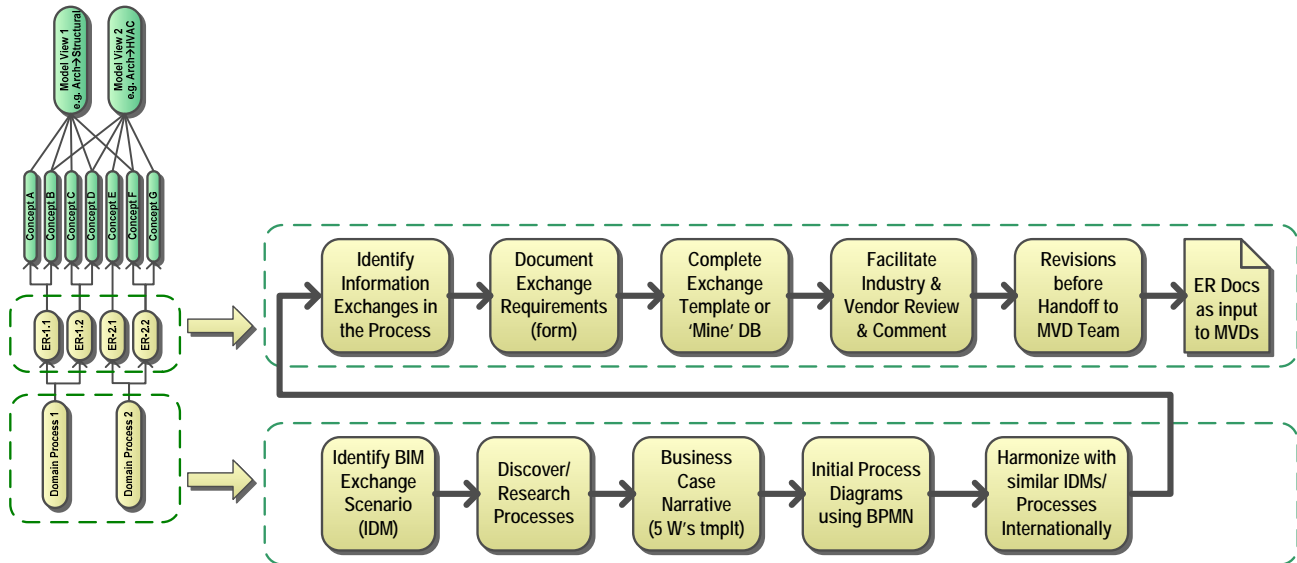 Model View 1
e.g. Arch→Structural
Model View 2
e.g. Arch→HVAC
Concept A
Concept B
Concept C
Concept D
Concept E
Concept F
Concept G
ER-1.1
ER-1.2
ER-2.1
ER-2.2
Domain Process 1
Domain Process 2
Identify
Information
Exchanges in
the Process
Document
Exchange
Requirements
(form)
Complete
Exchange
Template or
‘Mine’ DB
Facilitate
Industry &
Vendor Review
& Comment
Revisions
before
Handoff to
MVD Team
ER Docs
as input
to MVDs
Identify BIM
Exchange
Scenario
(IDM)
Discover/
Research
Processes
Business
Case
Narrative
(5 W's tmplt)
Initial Process
Diagrams
using BPMN
Harmonize with
similar IDMs/
Processes
Internationally